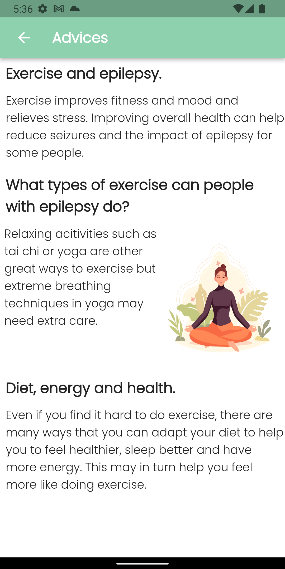 5:36
Advices
Exercise and epilepsy.
Exercise improves fitness and mood and
relieves stress. Improving overall health can help
reduce seizures and the impact of epilepsy for
some people.
What types of exercise can people
with epilepsy do?
Relaxing acitivities such as
tai chi or yoga are other
great ways to exercise but
extreme breathing
techniques in yoga may
need extra care.
Diet, energy and health.
Even if you find it hard to do exercise, there are
many ways that you can adapt your diet to help
you to feel healthier, sleep better and have
more energy. This may in turn help you feel
more like doing exercise.